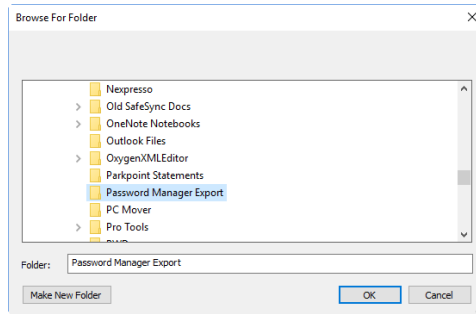 Browse For Folder
Nexpresso
Old SafeSync Docs
OneNote Notebooks
Outlook Files
OxygenXMLEditor
Parkpoint Statements
Password Manager Export
PC Mover
Pro Tools
Folder: Password Manager Export
Make New Folder OK Cancel